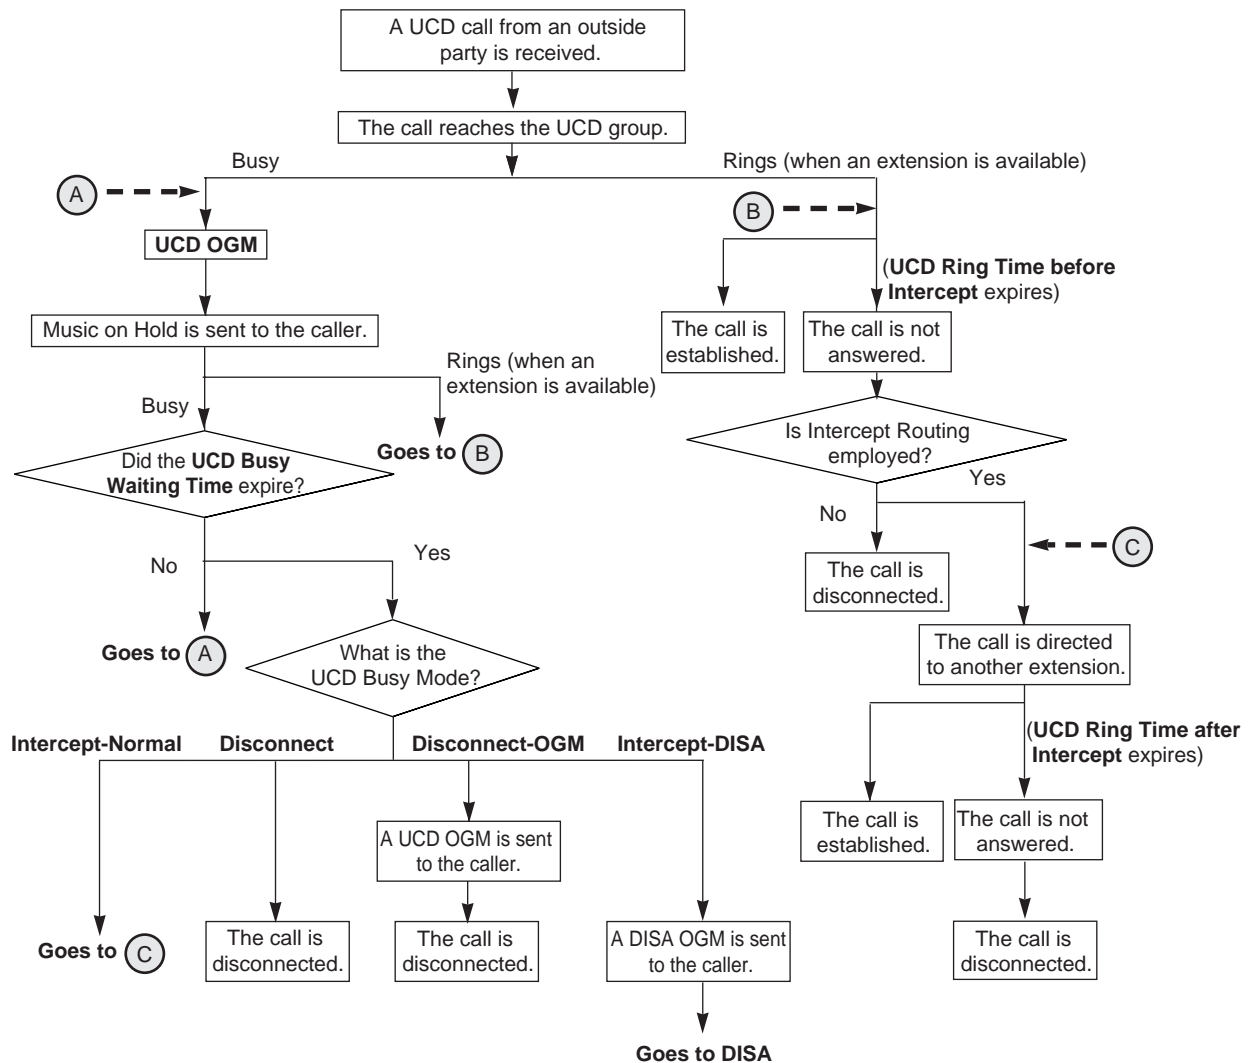 A UCD call from an outside
party is received.
The call reaches the UCD group.
Busy
Rings (when an extension is available)
A
B
UCD OGM
(UCD Ring Time before
Intercept expires)
Music on Hold is sent to the caller.
The call is
established.
The call is not
answered.
Rings (when an
extension is available)
Busy
Goes to B
Is Intercept Routing
employed?
Did the UCD Busy
Waiting Time expire?
Yes
No
No
Yes
C
The call is
disconnected.
Goes to A
What is the
UCD Busy Mode?
The call is directed
to another extension.
Intercept-Normal
Disconnect
Disconnect-OGM
Intercept-DISA
(UCD Ring Time after
Intercept expires)
A UCD OGM is sent
to the caller.
The call is
established.
The call is not
answered.
Goes to C
The call is
disconnected.
The call is
disconnected.
A DISA OGM is sent
to the caller.
The call is
disconnected.
Goes to DISA